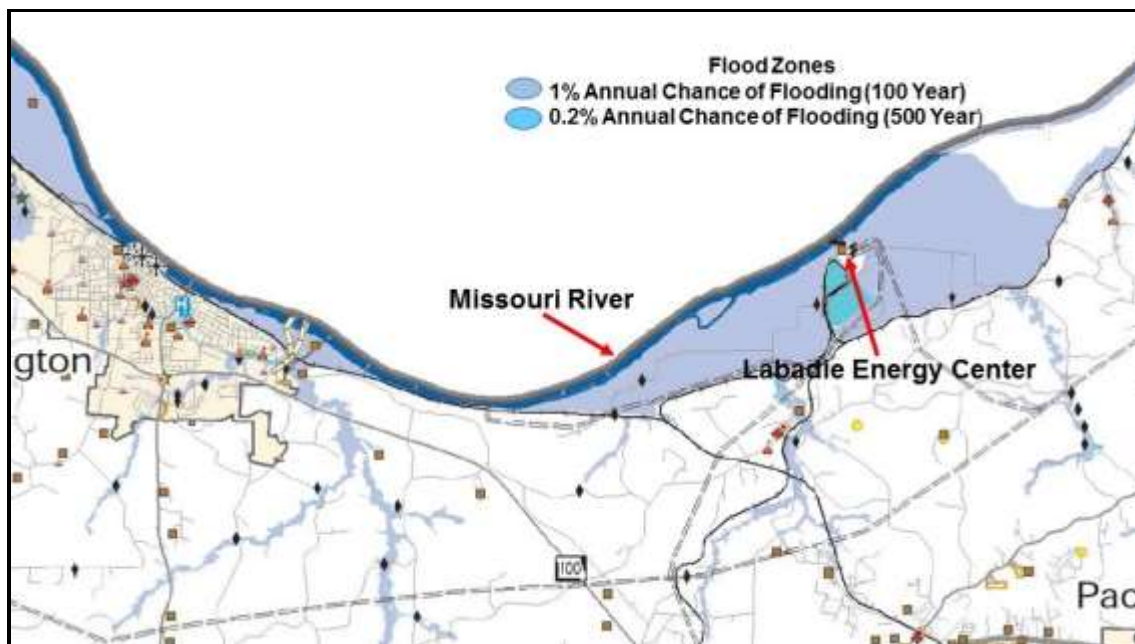 Flood Zones
1% Annual Chance of Flooding (100 Year)
0.2% Annual Chance of Flooding (500 Year)
Missouri River
Labadie Energy Center
gton
H
100
Pac